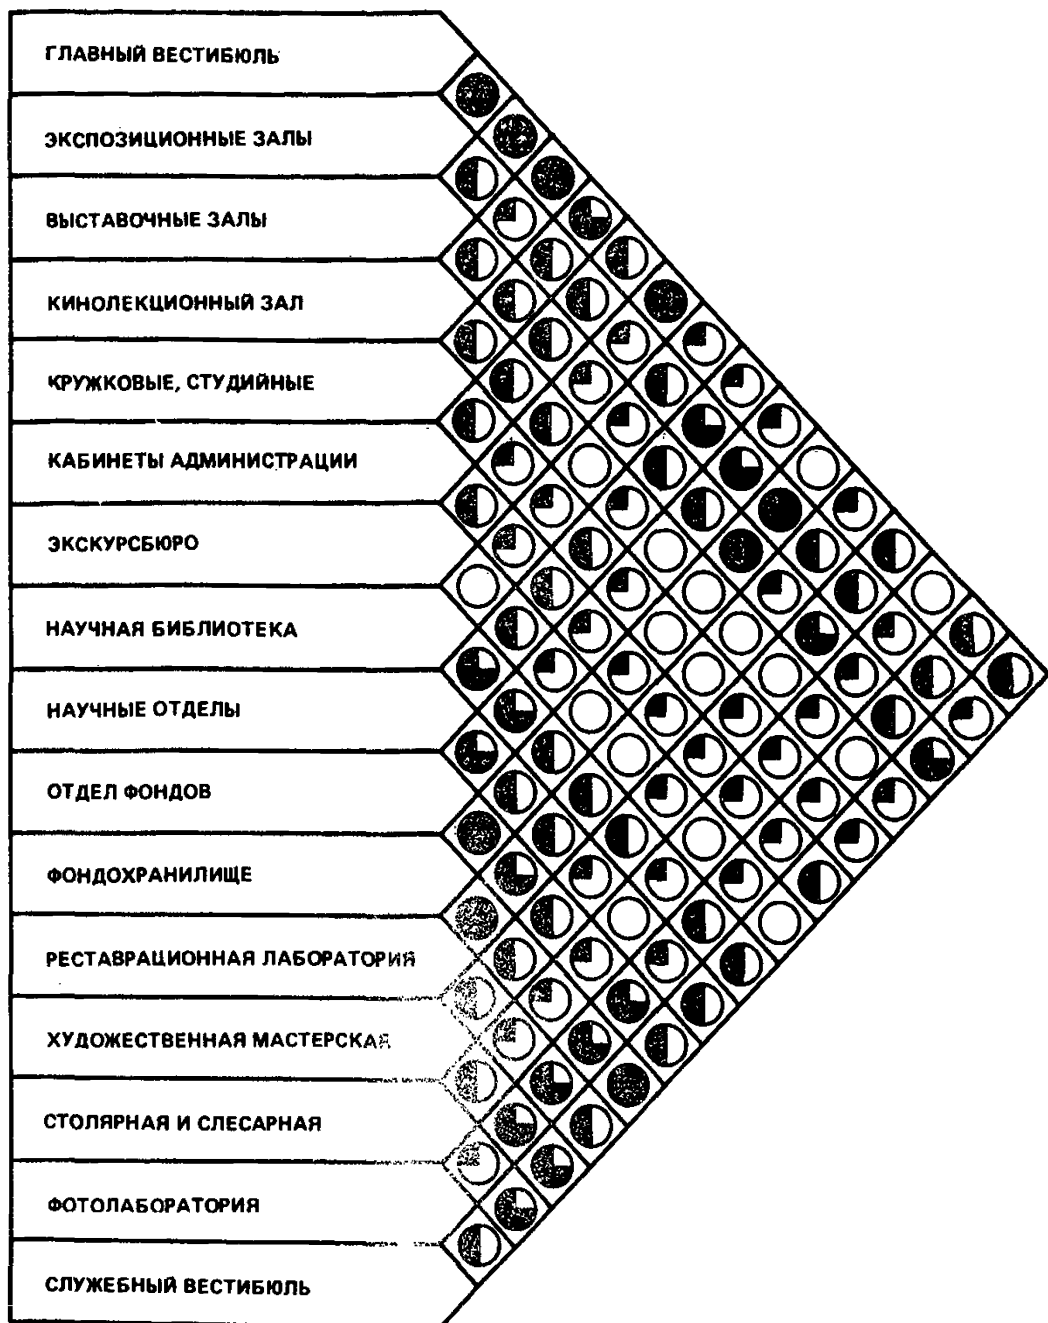 ГЛАВНЫЙ ВЕСТИБЮЛЬ
ЭКСПОЗИЦИОННЫЕ ЗАЛЫ
ВЫСТАВОЧНЫЕ ЗАЛЫ
КИНОЛЕКЦИОННЫЙ ЗАЛ
КРУЖКОВЫЕ, СТУДИЙНЫЕ
КАБИНЕТЫ АДМИНИСТРАЦИИ
ЭКСКУРСБЮРО
НАУЧНАЯ БИБЛИОТЕКА
НАУЧНЫЕ ОТДЕЛЫ
ОТДЕЛ ФОНДОВ
ФОНДОХРАНИЛИЩЕ
РЕСТАВРАЦИОННАЯ ЛАБОРАТОРИЯ
ХУДОЖЕСТВЕННАЯ МАСТЕРСКАЯ
СТОЛЯРНАЯ И СЛЕСАРНАЯ
ФОТОЛАБОРАТОРИЯ
СЛУЖЕБНЫЙ ВЕСТИБЮЛЬ